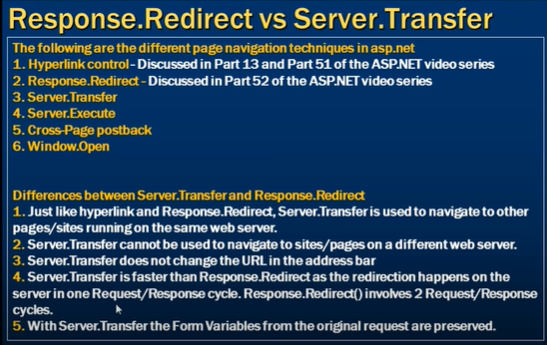 Response.Redirect vs Server.Transfer
The following are the different page navigation techniques in asp.net
1. Hyperlink control - Discussed in Part 13 and Part 51 of the ASP.NET video series
2. Response.Redirect - Discussed in Part 52 of the ASP.NET video series
3. Server.Transfer
4. Server.Execute
5. Cross-Page postback
6. Window.Open
Differences between Server.Transfer and Response.Redirect
1. Just like hyperlink and Response.Redirect, Server.Transfer is used to navigate to other
pages/sites running on the same web server.
2. Server.Transfer cannot be used to navigate to sites/pages on a different web server.
3. Server.Transfer does not change the URL in the address bar
4. Server.Transfer is faster than Response.Redirect as the redirection happens on the
server in one Request/Response cycle. Response.Redirect() involves 2 Request/Response
cycles.
5. With Server.Transfer the Form Variables from the original request are preserved.